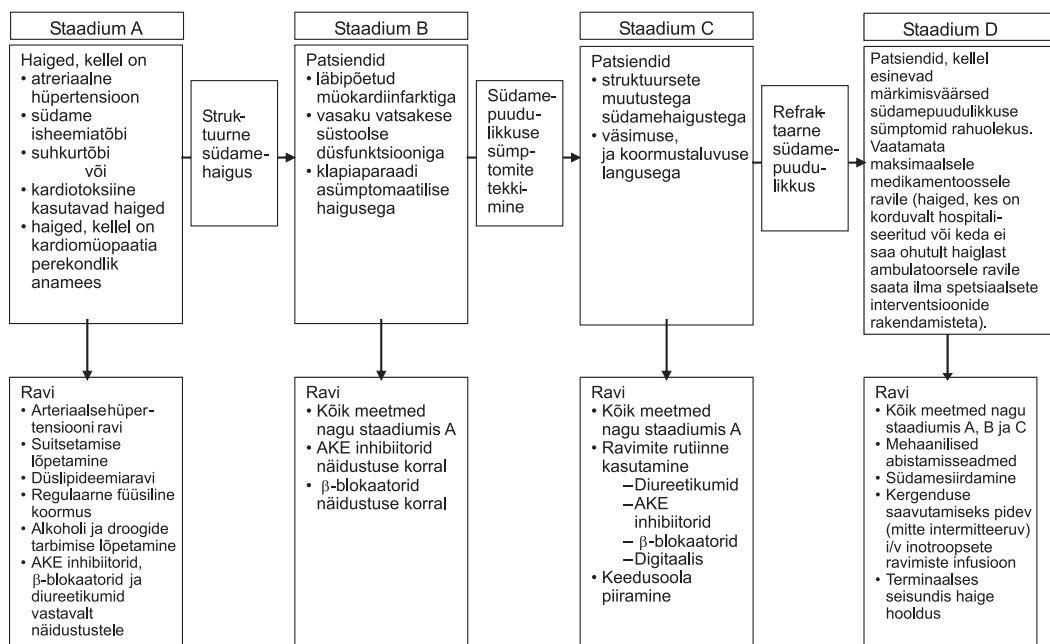 Staadium A
Haiged, kellel on
• atreriaalne
hüpertensioon
• südame
isheemiatõbi
• suhkurtõbi
või
• kardiotoksiine
kasutavad haiged
• haiged, kellel on
kardiomüopaatia
perekondlik
anamees
Struk-
tuurne
südame-
haigus
Staadium B
Patsiendid
• läbipõetud
müokardiinfarktiga
• vasaku vatsakese
süstoolse
düsfunktsiooniga
• klapiaparaadi
asümptomaatilise
haigusega
Südame-
puudu-
likkuse
sümp-
tomite
tekki-
mine
Staadium C
Patsiendid
• struktuursete
muutustega
südamehaigustega
• väsimuse,
ja koormustaluvuse
langusega
Refrak-
taarne
südame-
puudu-
likkus
Staadium D
Patsiendid, kellel
esinevad
märkimisväärsed
südamepuudulikkuse
sümptomid rahuolekus.
Vaatamata
maksimaalsele
medikamentoossele
ravile (haiged, kes on
korduvalt hospitali-
seeritud või keda ei
saa ohutult haiglast
ambulatoorsele ravile
saata ilma spetsiaalsete
interventsioonide
rakendamisteta).
Ravi
• Arteriaalsehüper-
tensiooni ravi
• Suitsetamise
lõpetamine
• Düslipideemiaravi
• Regulaarne füüsiline
koormus
• Alkoholi ja droogide
tarbimise lõpetamine
• AKE inhibiitorid,
β-blokaatorid ja
diureetikumid
vastavalt
näidustustele
Ravi
• Kõik meetmed
nagu staadiumis A
• AKE inhibiitorid
näidustuse korral
• β-blokaatorid
näidustuse korral
Ravi
• Kõik meetmed
nagu staadiumis A
• Ravimite rutiinne
kasutamine
– Diureetikumid
– AKE
inhibiitorid
– β-blokaatorid
– Digitaalis
• Keedusoola
piiramine
Ravi
• Kõik meetmed nagu
staadiumis A, B ja C
• Mehaanilised
abistamisseadmed
• Südamesiirdamine
• Kergenduse
saavutamiseks pidev
(mitte intermitteeruv)
i/v inotroopsete
ravimiste infusioon
• Terminaalses
seisundis haige
hooldus